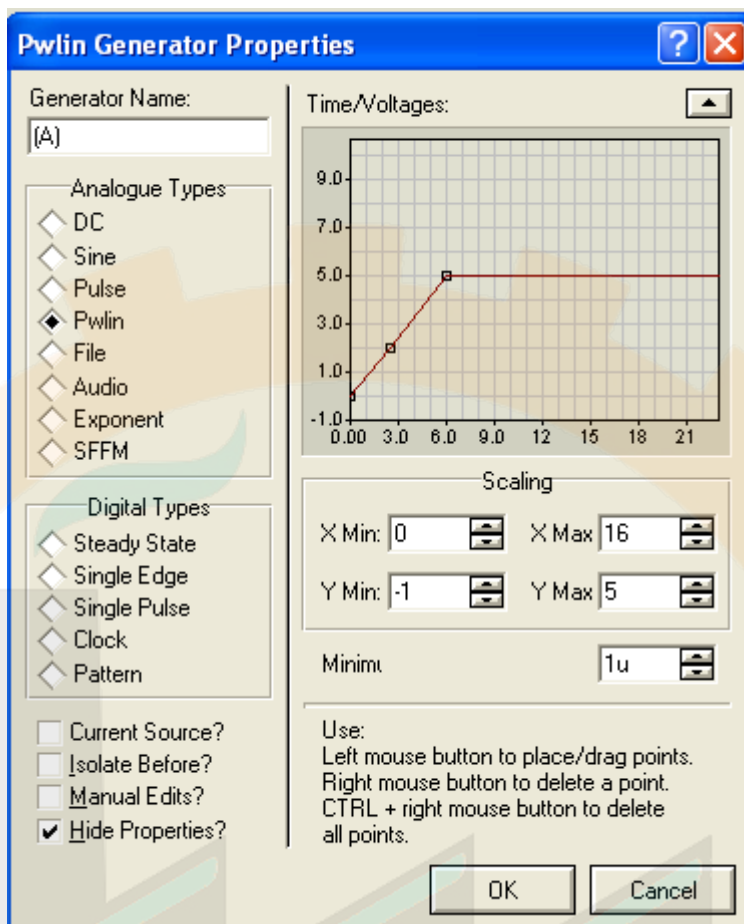 Pwlin Generator Properties
Generator Name:
(A)
Analogue Types
DC
Sine
Pulse
Pwlin
File
Audio
Exponent
SFFM
Digital Types
Steady State
Single Edge
Single Pulse
Clock
Pattern
Current Source?
Isolate Before?
Manual Edits?
Hide Properties?
Time/Voltages:
9.0
7.0
5.0
3.0
1.0
-1.0
0.00 3.0 6.0 9.0 12 15 18 21
Scaling
X Min: 0 X Max 16
Y Min: -1 Y Max 5
Minimu 1u
Use:
Left mouse button to place/drag points.
Right mouse button to delete a point.
CTRL + right mouse button to delete
all points.
OK Cancel